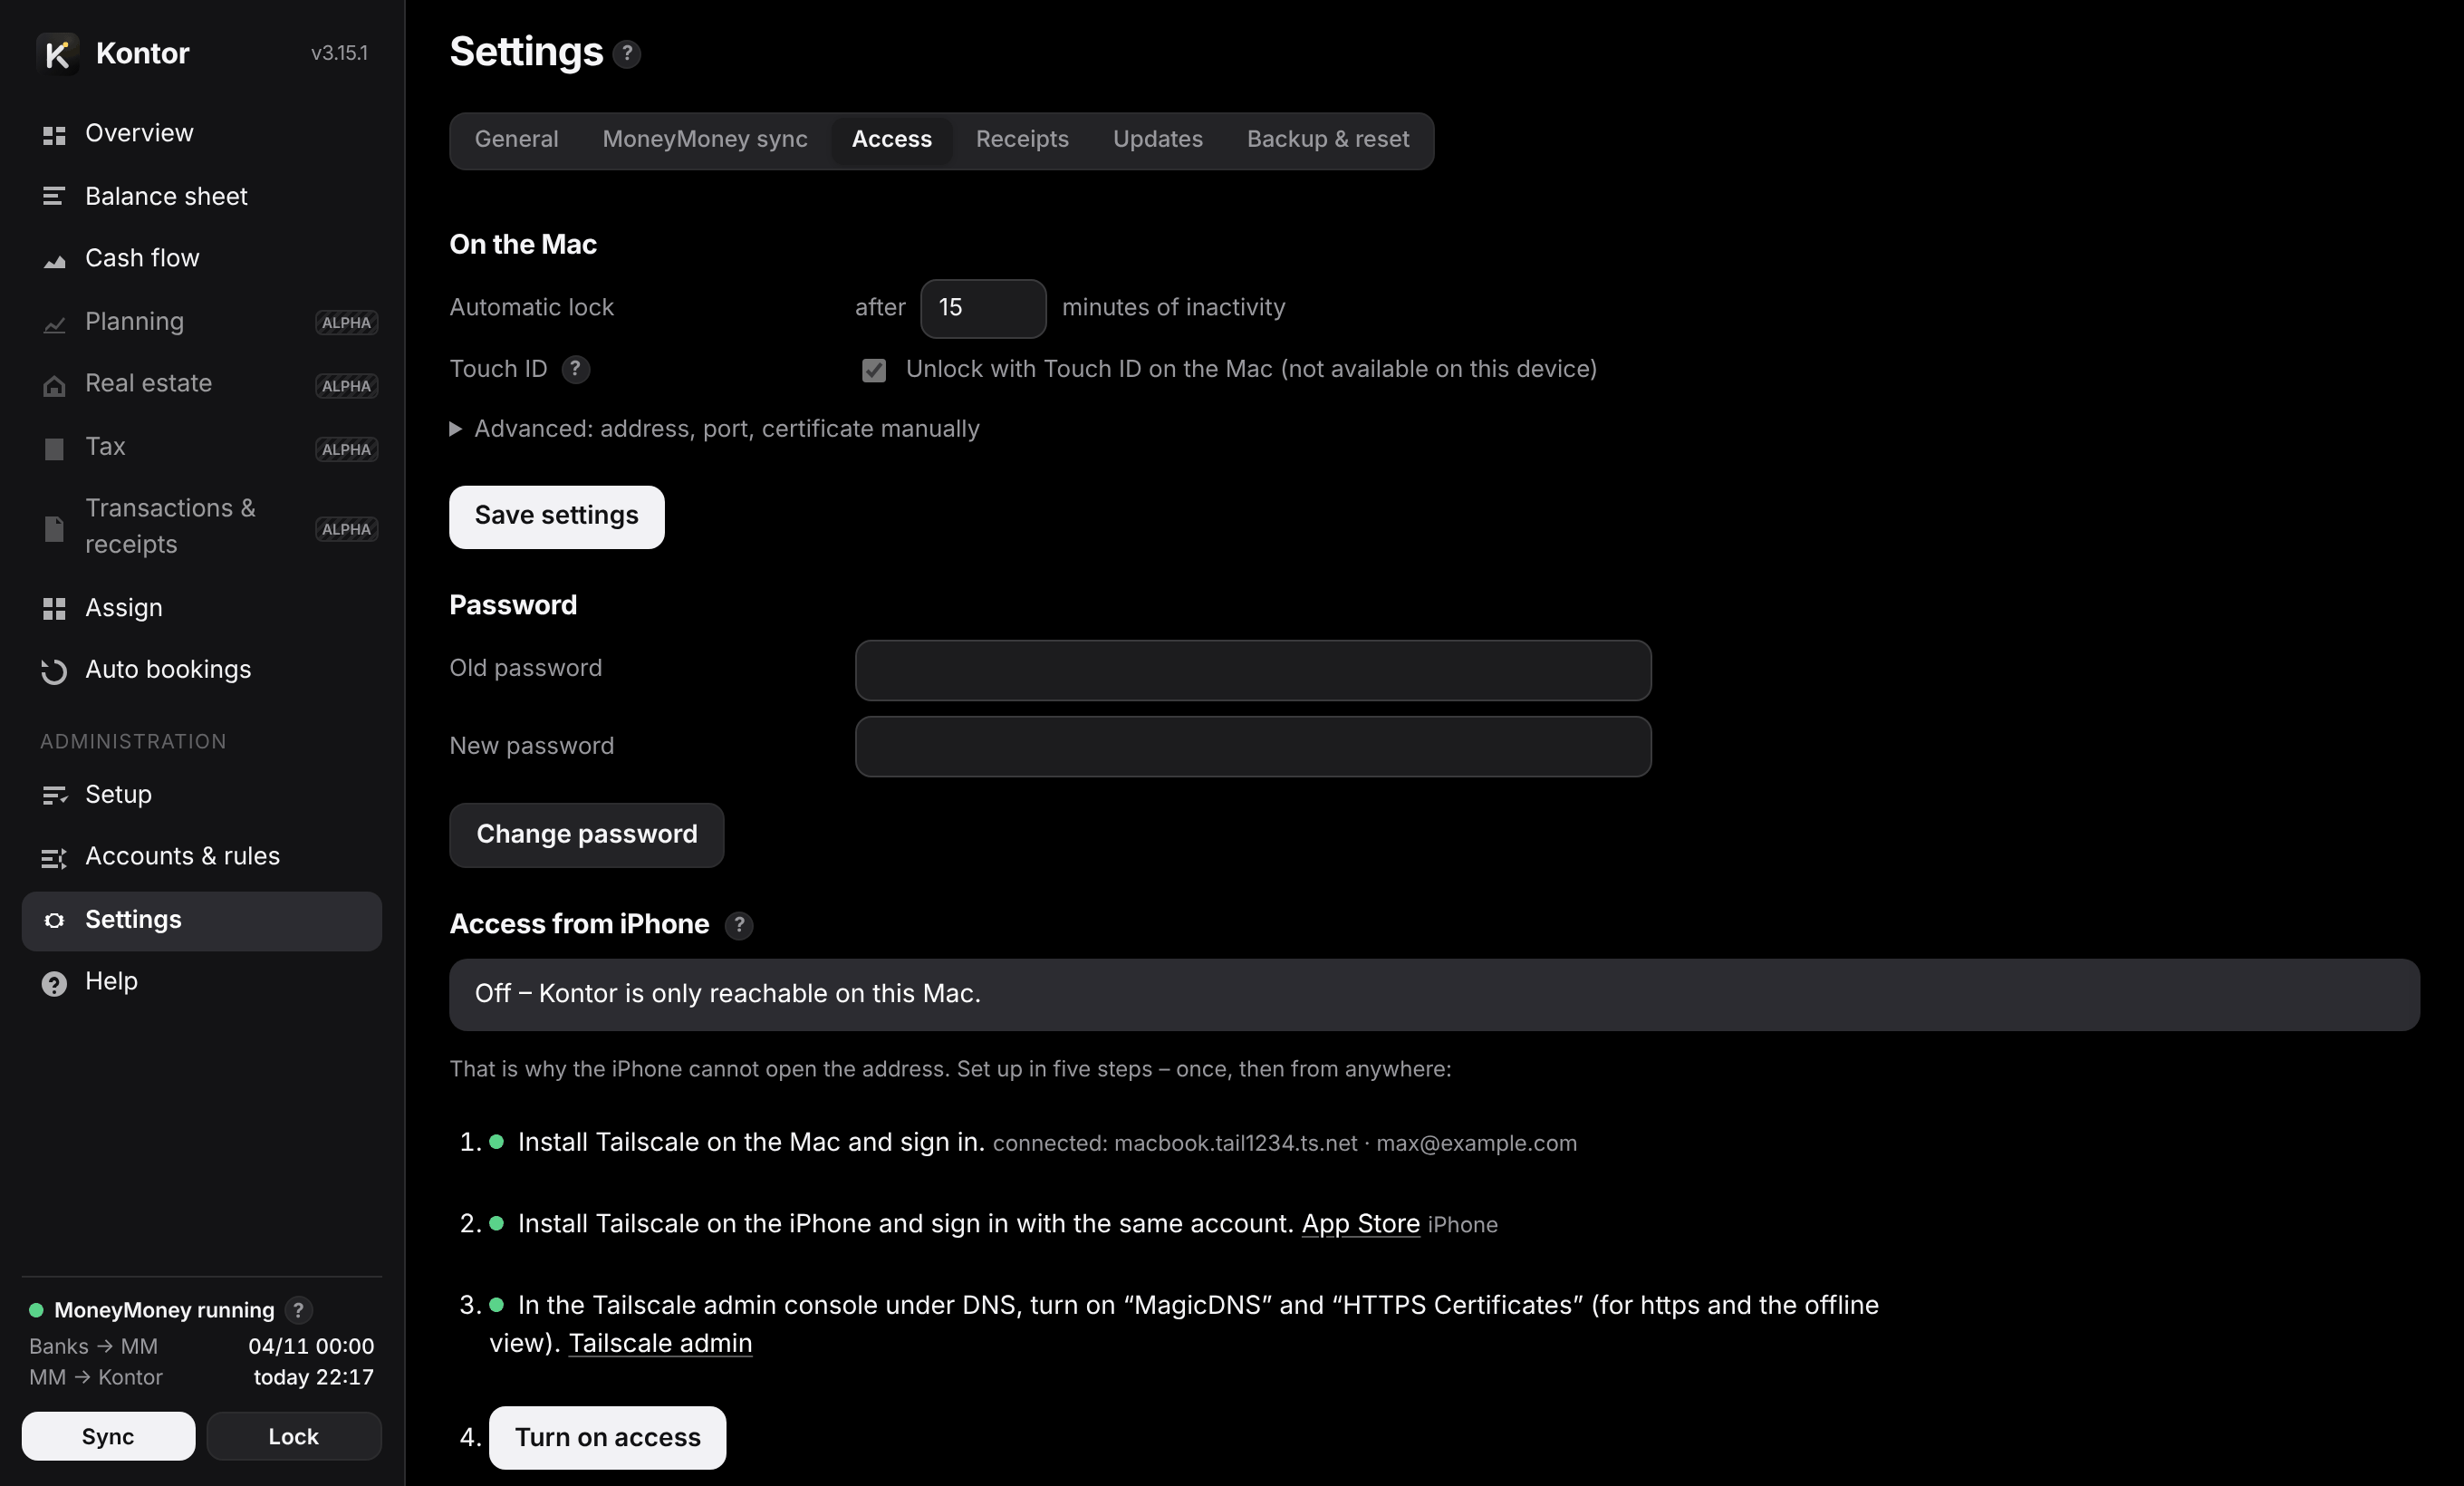 Kontor
v3.15.1
Overview
Balance sheet
Cash flow
Planning
ALPHA
Real estate
ALPHA
Tax
ALPHA
Transactions &
receipts
ALPHA
Assign
Auto bookings
ADMINISTRATION
Setup
Accounts & rules
Settings
Help
MoneyMoney running ?
Banks → MM 04/11 00:00
MM → Kontor today 22:17
Sync Lock
Settings ?
General MoneyMoney sync Access Receipts Updates Backup & reset
On the Mac
Automatic lock after 15 minutes of inactivity
Touch ID ? Unlock with Touch ID on the Mac (not available on this device)
Advanced: address, port, certificate manually
Save settings
Password
Old password
New password
Change password
Access from iPhone ?
Off – Kontor is only reachable on this Mac.
That is why the iPhone cannot open the address. Set up in five steps – once, then from anywhere:
1. Install Tailscale on the Mac and sign in. connected: macbook.tail1234.ts.net · max@example.com
2. Install Tailscale on the iPhone and sign in with the same account. App Store iPhone
3. In the Tailscale admin console under DNS, turn on “MagicDNS” and “HTTPS Certificates” (for https and the offline
view). Tailscale admin
4. Turn on access